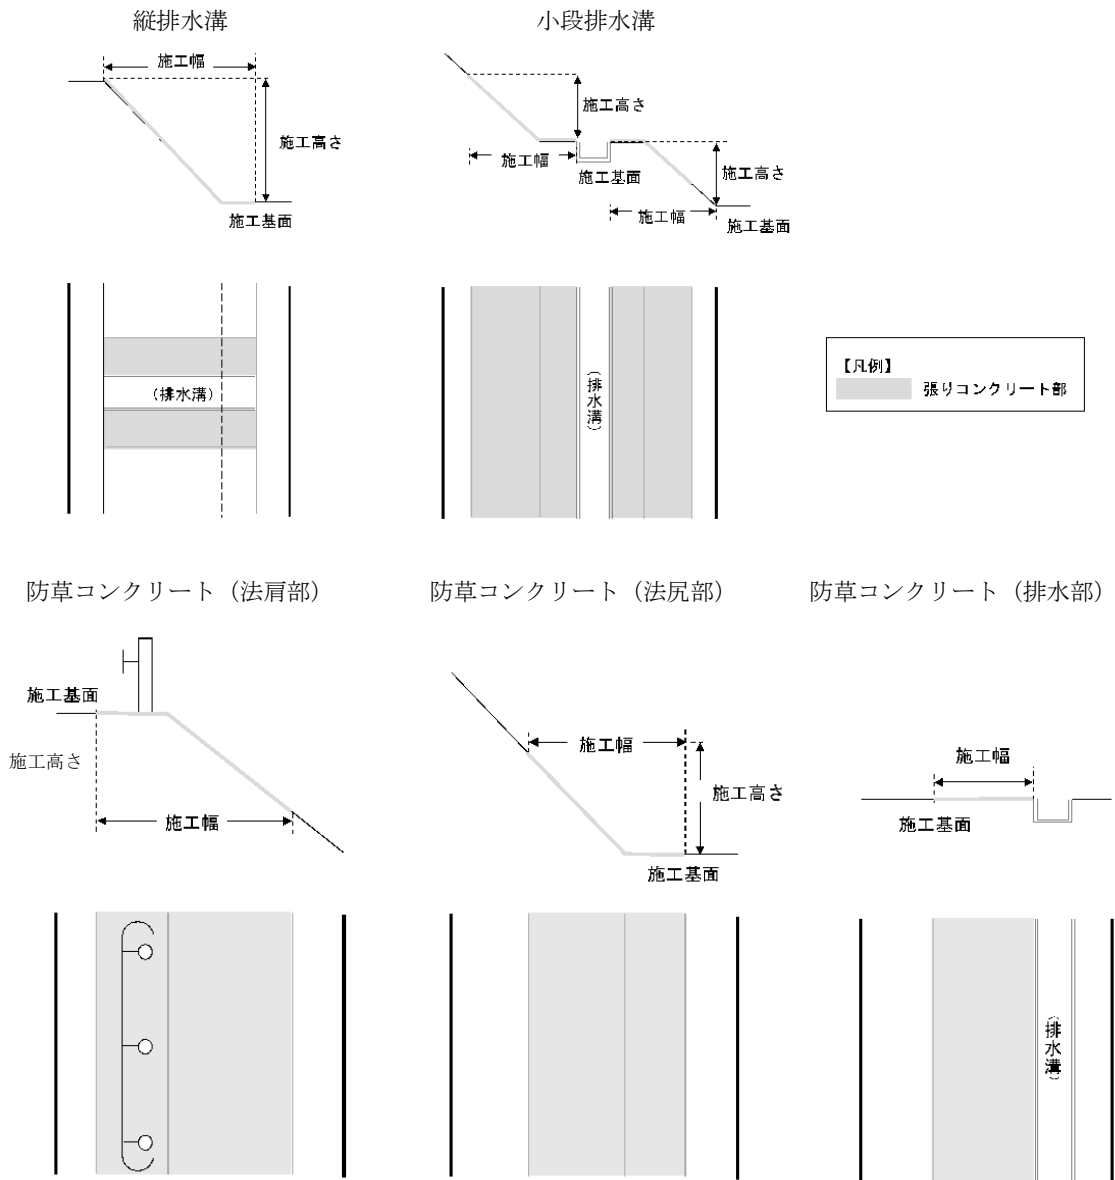 縦排水溝
施工幅
施工高さ
施工基面
(排水溝)
小段排水溝
施工高さ
施工幅
施工基面
施工高さ
施工幅
施工基面
(排水溝)
【凡例】
張りコンクリート部
防草コンクリート（法肩部）
施工基面
施工高さ
施工幅
防草コンクリート（法尻部）
施工幅
施工高さ
施工基面
防草コンクリート（排水部）
施工幅
施工基面
(排水溝)